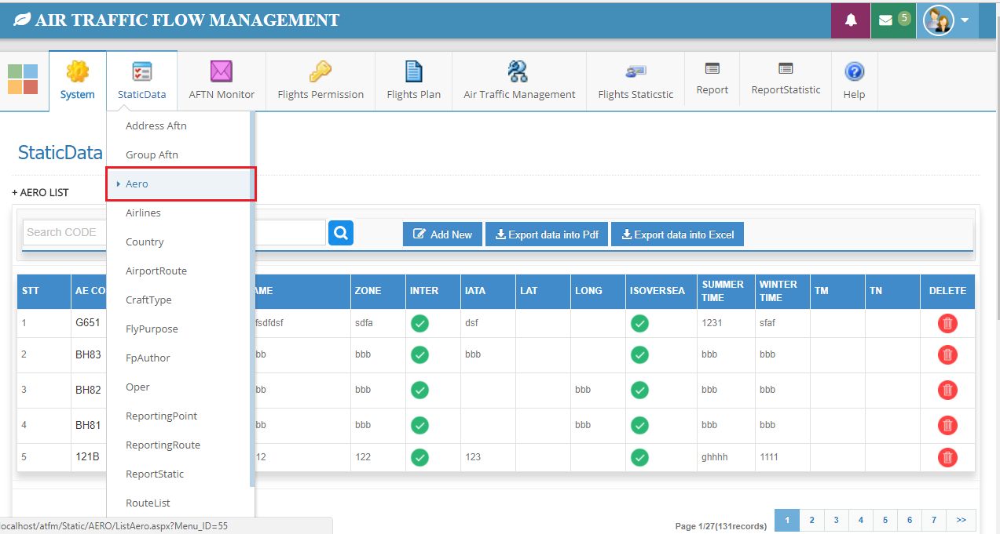 AIR TRAFFIC FLOW MANAGEMENT
5
System
StaticData
AFTN Monitor
Flights Permission
Flights Plan
Air Traffic Management
Flights Staticstic
Report
ReportStatistic
Help
Address Aftn
Group Aftn
Aero
Airlines
Country
AirportRoute
CraftType
FlyPurpose
FpAuthor
Oper
ReportingPoint
ReportingRoute
ReportStatic
RouteList
StaticData
+ AERO LIST
Search CODE
Add New
Export data into Pdf
Export data into Excel
STT AE CO AME ZONE INTER IATA LAT LONG ISOVERSEA SUMMER TIME WINTER TIME TM TN DELETE
1 G651 fsdfdsf sdfa dsf 1231 sfaf
2 BH83 bb bbb bbb bbb bbb
3 BH82 bb bbb bbb bbb bbb
4 BH81 bb bbb bbb bbb bbb
5 121B 12 122 123 ghhhh 1111
Page 1/27(131records) 1 2 3 4 5 6 7 >>
localhost/atfm/Static/AERO/ListAero.aspx?Menu_ID=55